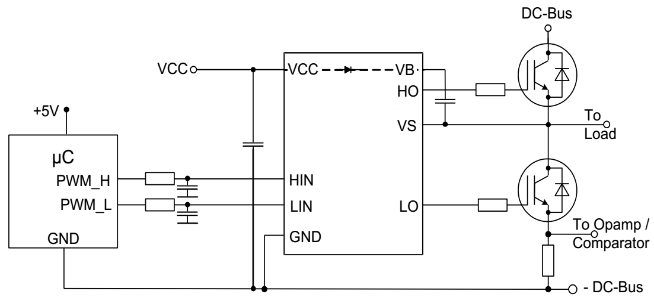 DC-Bus
VCC
VCC
VB
HO
+5V
VS
To
Load
µC
PWM_H
HIN
PWM_L
LIN
LO
GND
GND
To Opamp /
Comparator
- DC-Bus